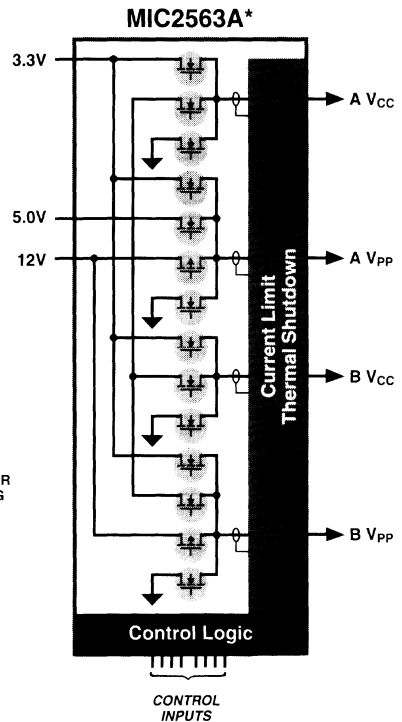 MIC2563A*
3.3V
A VCC
5.0V
12V
A VPP
Current Limit
Thermal Shutdown
B VCC
R
G
B VPP
Control Logic
CONTROL
INPUTS